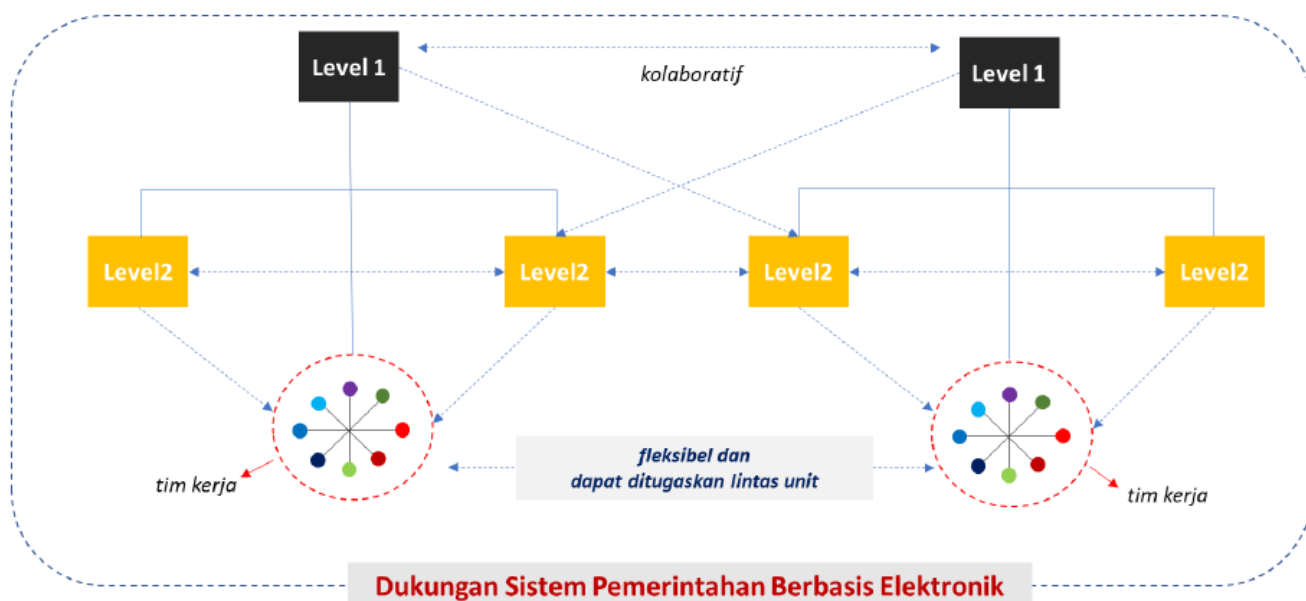 Level 1
Level 1
kolaboratif
Level2
Level2
Level2
Level2
fleksibel dan
dapat ditugaskan lintas unit
tim kerja
tim kerja
Dukungan Sistem Pemerintahan Berbasis Elektronik